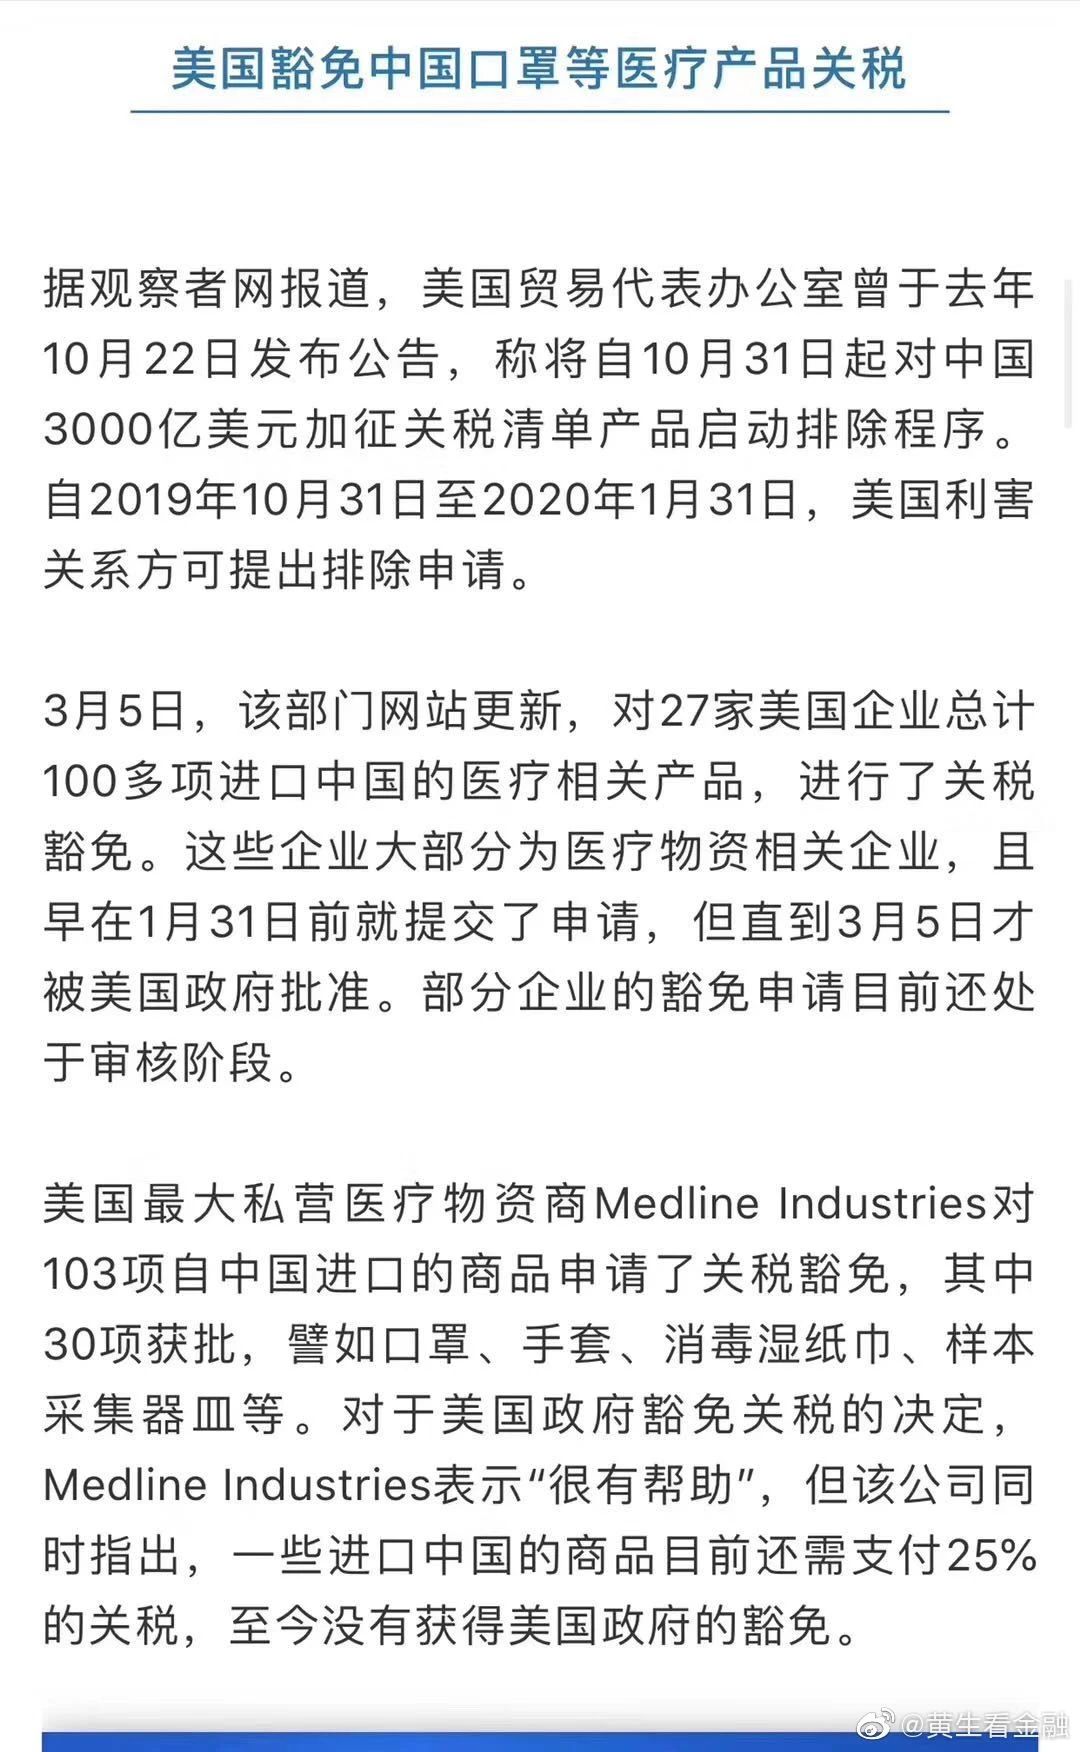 美国豁免中国口罩等医疗产品关税
据观察者网报道，美国贸易代表办公室曾于去年
10月22日发布公告，称将自10月31日起对中国
3000亿美元加征关税清单产品启动排除程序。
自2019年10月31日至2020年1月31日，美国利害
关系方可提出排除申请。
3月5日，该部门网站更新，对27家美国企业总计
100多项进口中国的医疗相关产品，进行了关税
豁免。这些企业大部分为医疗物资相关企业，且
早在1月31日前就提交了申请，但直到3月5日才
被美国政府批准。部分企业的豁免申请目前还处
于审核阶段。
美国最大私营医疗物资商Medline Industries对
103项自中国进口的商品申请了关税豁免，其中
30项获批，譬如口罩、手套、消毒湿纸巾、样本
采集器皿等。对于美国政府豁免关税的决定，
Medline Industries表示“很有帮助”，但该公司同
时指出，一些进口中国的商品目前还需支付25%
的关税，至今没有获得美国政府的豁免。
@黄生看金融